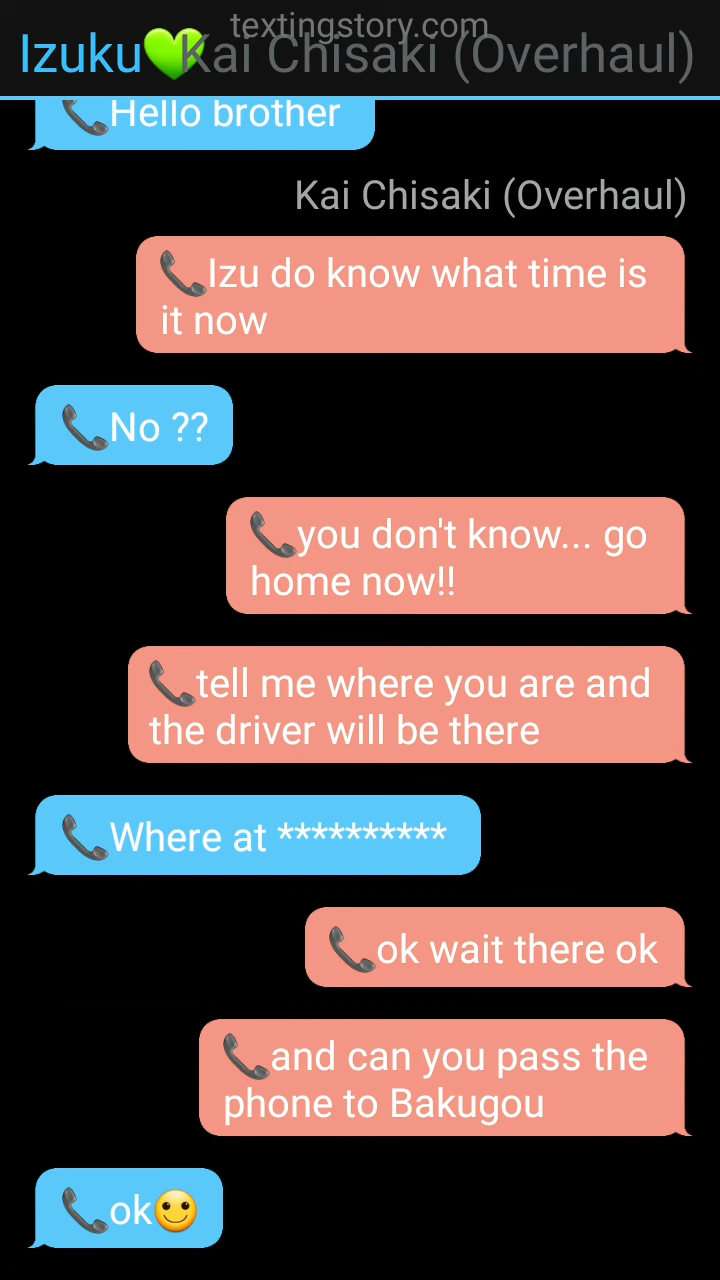 textingstory.com
Izuku💚Kai Chisaki (Overhaul)
📞Hello brother
Kai Chisaki (Overhaul)
📞Izu do know what time is
it now
📞No ??
📞you don't know... go
home now!!
📞tell me where you are and
the driver will be there
📞Where at **********
📞ok wait there ok
📞and can you pass the
phone to Bakugou
📞ok🙂